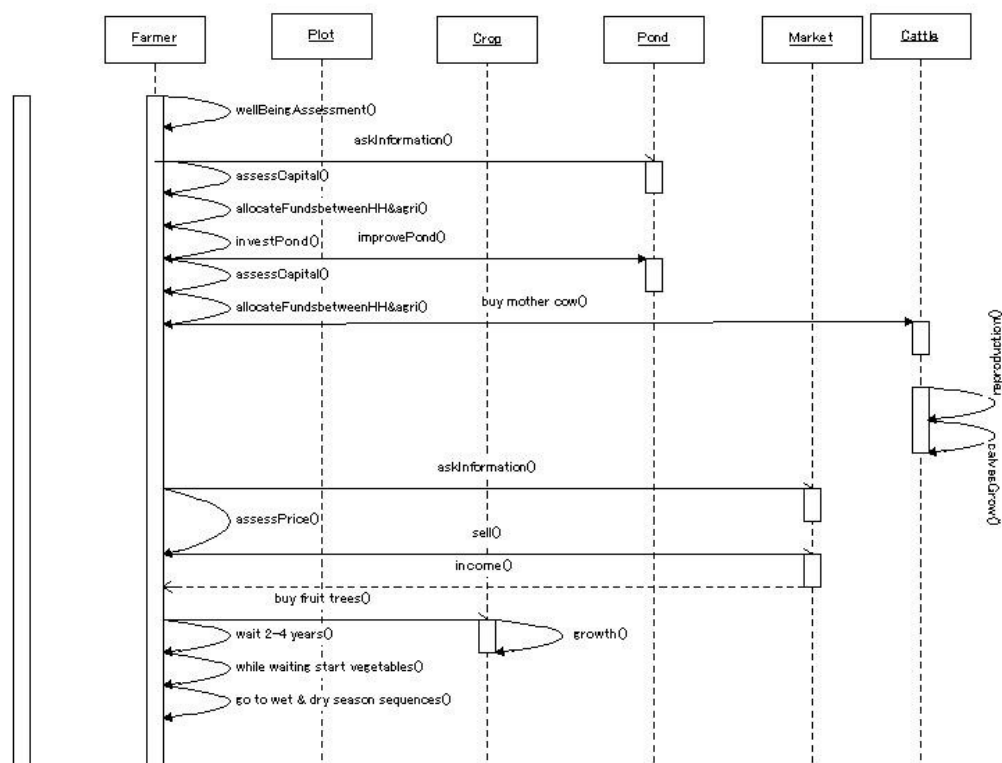 Farmer
Plot
Crop
Pond
Market
Cattle
wellBeingAssessment()
askInformation()
assessCapital()
allocateFundsbetweenHH&agri()
investPond()
improvePond()
assessCapital()
buy mother cow()
allocateFundsbetweenHH&agri()
reproduction()
calvesGrow()
askInformation()
assessPrice()
sell()
income()
buy fruit trees()
wait 2-4 years()
growth()
while waiting start vegetables()
go to wet & dry season sequences()